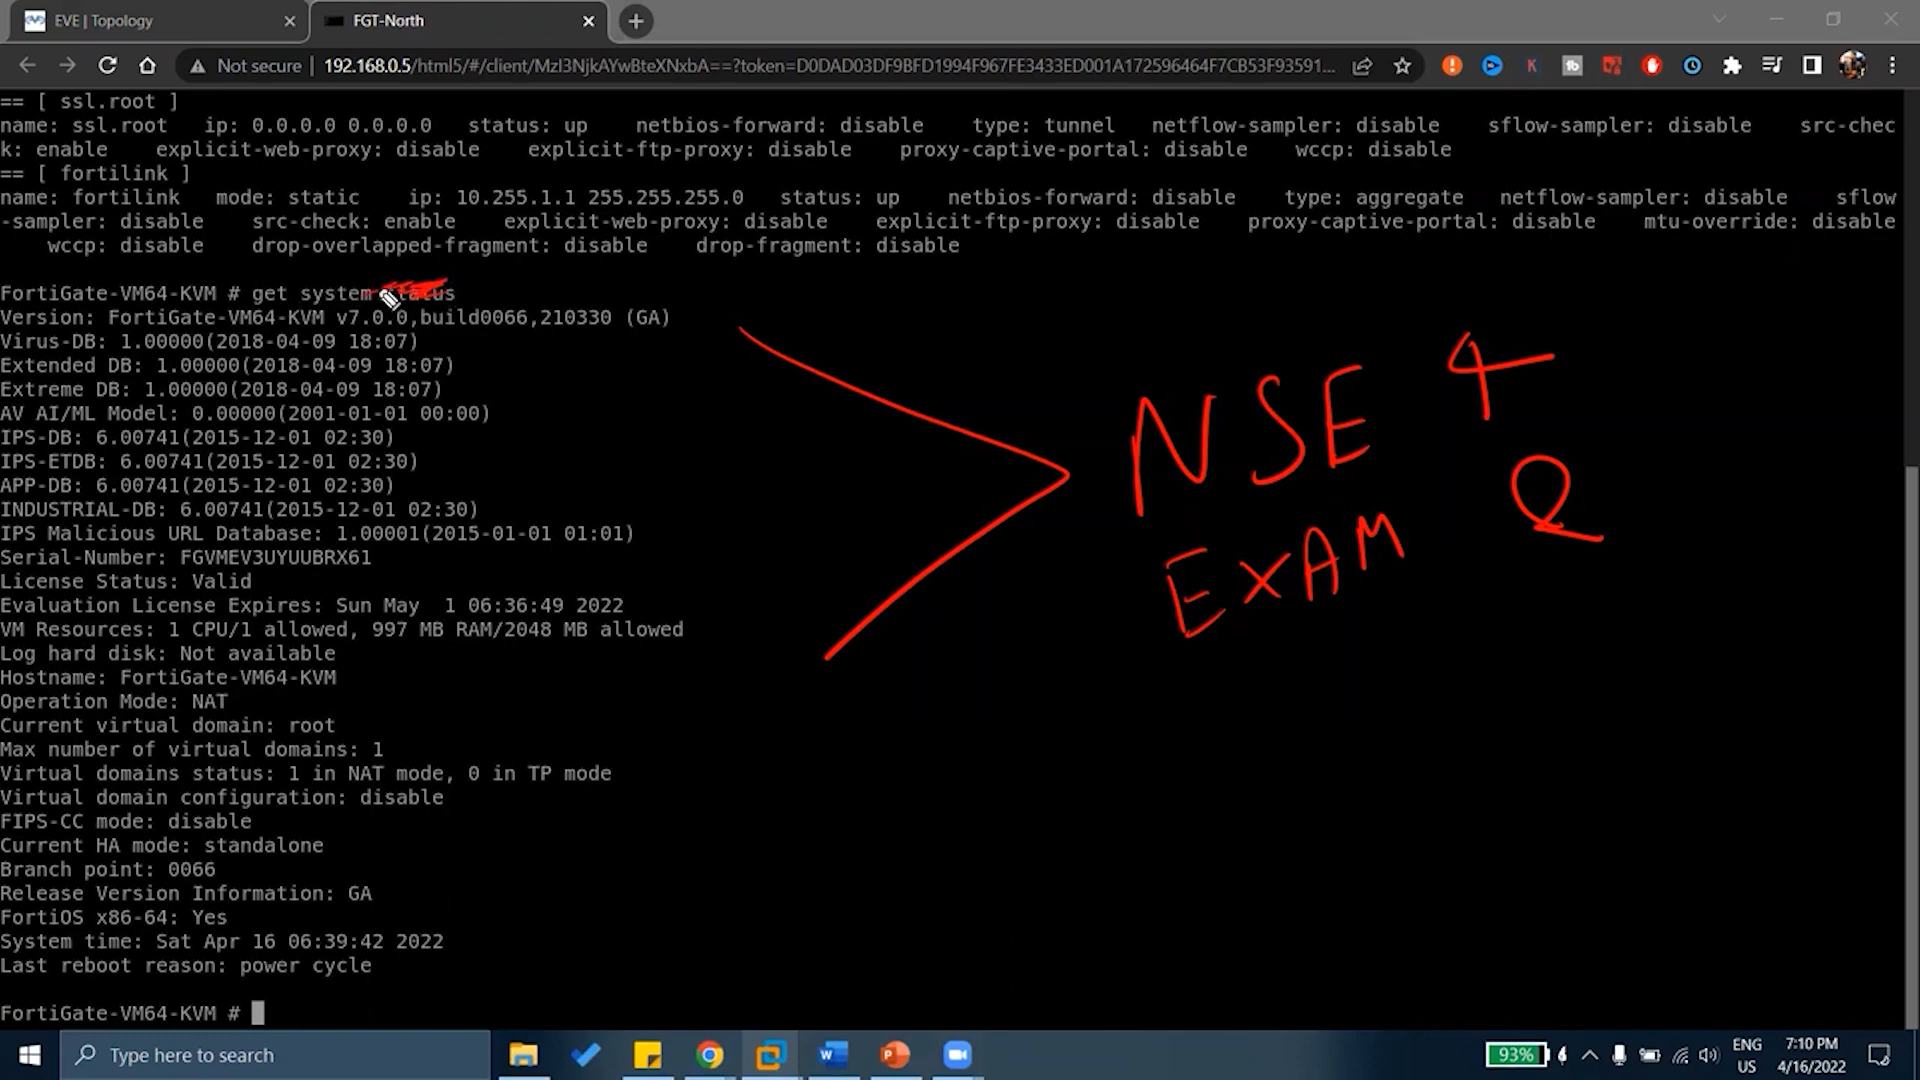 EVE | Topology
FGT-North
Not secure
192.168.0.5/html5/#/client/MzI3NjkAYwBteXNxbA==?token=D0DAD03DF9BFD1994F967FE3433ED001A172596464F7CB53F93591...
== [ ssl.root ]
name: ssl.root ip: 0.0.0.0 0.0.0.0 status: up netbios-forward: disable type: tunnel netflow-sampler: disable sflow-sampler: disable src-chec
k: enable explicit-web-proxy: disable explicit-ftp-proxy: disable proxy-captive-portal: disable wccp: disable
== [ fortilink ]
name: fortilink mode: static ip: 10.255.1.1 255.255.255.0 status: up netbios-forward: disable type: aggregate netflow-sampler: disable sflow
-sampler: disable src-check: enable explicit-web-proxy: disable explicit-ftp-proxy: disable proxy-captive-portal: disable mtu-override: disable
wccp: disable drop-overlapped-fragment: disable drop-fragment: disable
FortiGate-VM64-KVM # get system status
Version: FortiGate-VM64-KVM v7.0.0,build0066,210330 (GA)
Virus-DB: 1.00000(2018-04-09 18:07)
Extended DB: 1.00000(2018-04-09 18:07)
Extreme DB: 1.00000(2018-04-09 18:07)
AV AI/ML Model: 0.00000(2001-01-01 00:00)
IPS-DB: 6.00741(2015-12-01 02:30)
IPS-ETDB: 6.00741(2015-12-01 02:30)
APP-DB: 6.00741(2015-12-01 02:30)
INDUSTRIAL-DB: 6.00741(2015-12-01 02:30)
IPS Malicious URL Database: 1.00001(2015-01-01 01:01)
Serial-Number: FGVMEV3UYUUBRX61
License Status: Valid
Evaluation License Expires: Sun May  1 06:36:49 2022
VM Resources: 1 CPU/1 allowed, 997 MB RAM/2048 MB allowed
Log hard disk: Not available
Hostname: FortiGate-VM64-KVM
Operation Mode: NAT
Current virtual domain: root
Max number of virtual domains: 1
Virtual domains status: 1 in NAT mode, 0 in TP mode
Virtual domain configuration: disable
FIPS-CC mode: disable
Current HA mode: standalone
Branch point: 0066
Release Version Information: GA
FortiOS x86-64: Yes
System time: Sat Apr 16 06:39:42 2022
Last reboot reason: power cycle
FortiGate-VM64-KVM #
NSE 4
EXAM Q
Type here to search
93%
ENG
US
7:10 PM
4/16/2022